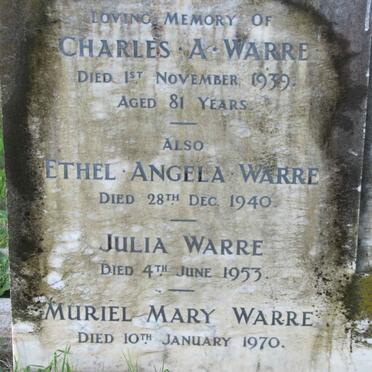 Loving Memory Of
Charles · A · Warre
Died 1st November 1939.
Aged 81 Years
Also
Ethel · Angela · Warre
Died 28th Dec. 1940.
Julia Warre
Died 4th June 1953.
Muriel Mary Warre
Died 10th January 1970.